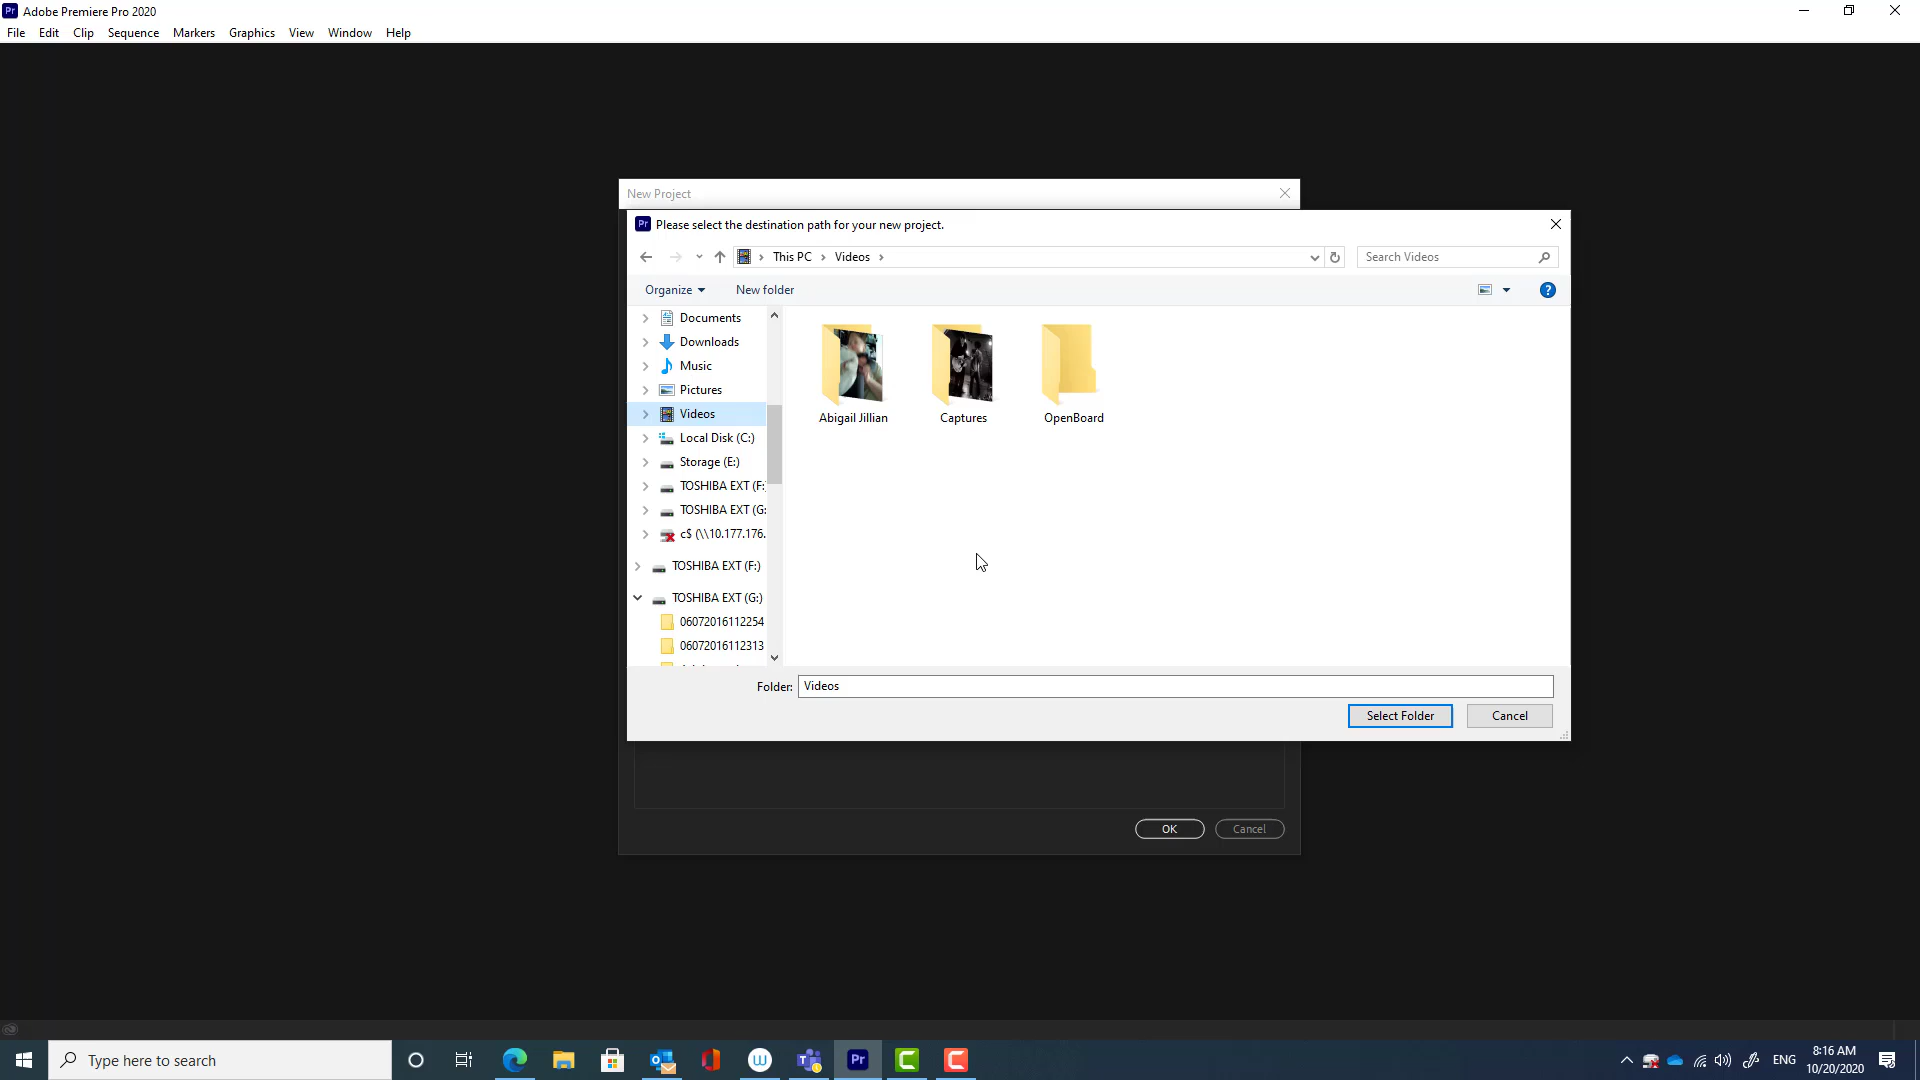 Pr Adobe Premiere Pro 2020
File Edit Clip Sequence Markers Graphics View Window Help
New Project
Pr Please select the destination path for your new project.
This PC > Videos >
Search Videos
Organize
New folder
Documents
Downloads
Music
Pictures
Videos
Local Disk (C:)
Storage (E:)
TOSHIBA EXT (F:
TOSHIBA EXT (G:
c$ (\\10.177.176.
TOSHIBA EXT (F:)
TOSHIBA EXT (G:)
06072016112254
06072016112313
Abigail Jillian
Captures
OpenBoard
Folder: Videos
Select Folder
Cancel
OK
Cancel
Type here to search
Pr
ENG
8:16 AM
10/20/2020